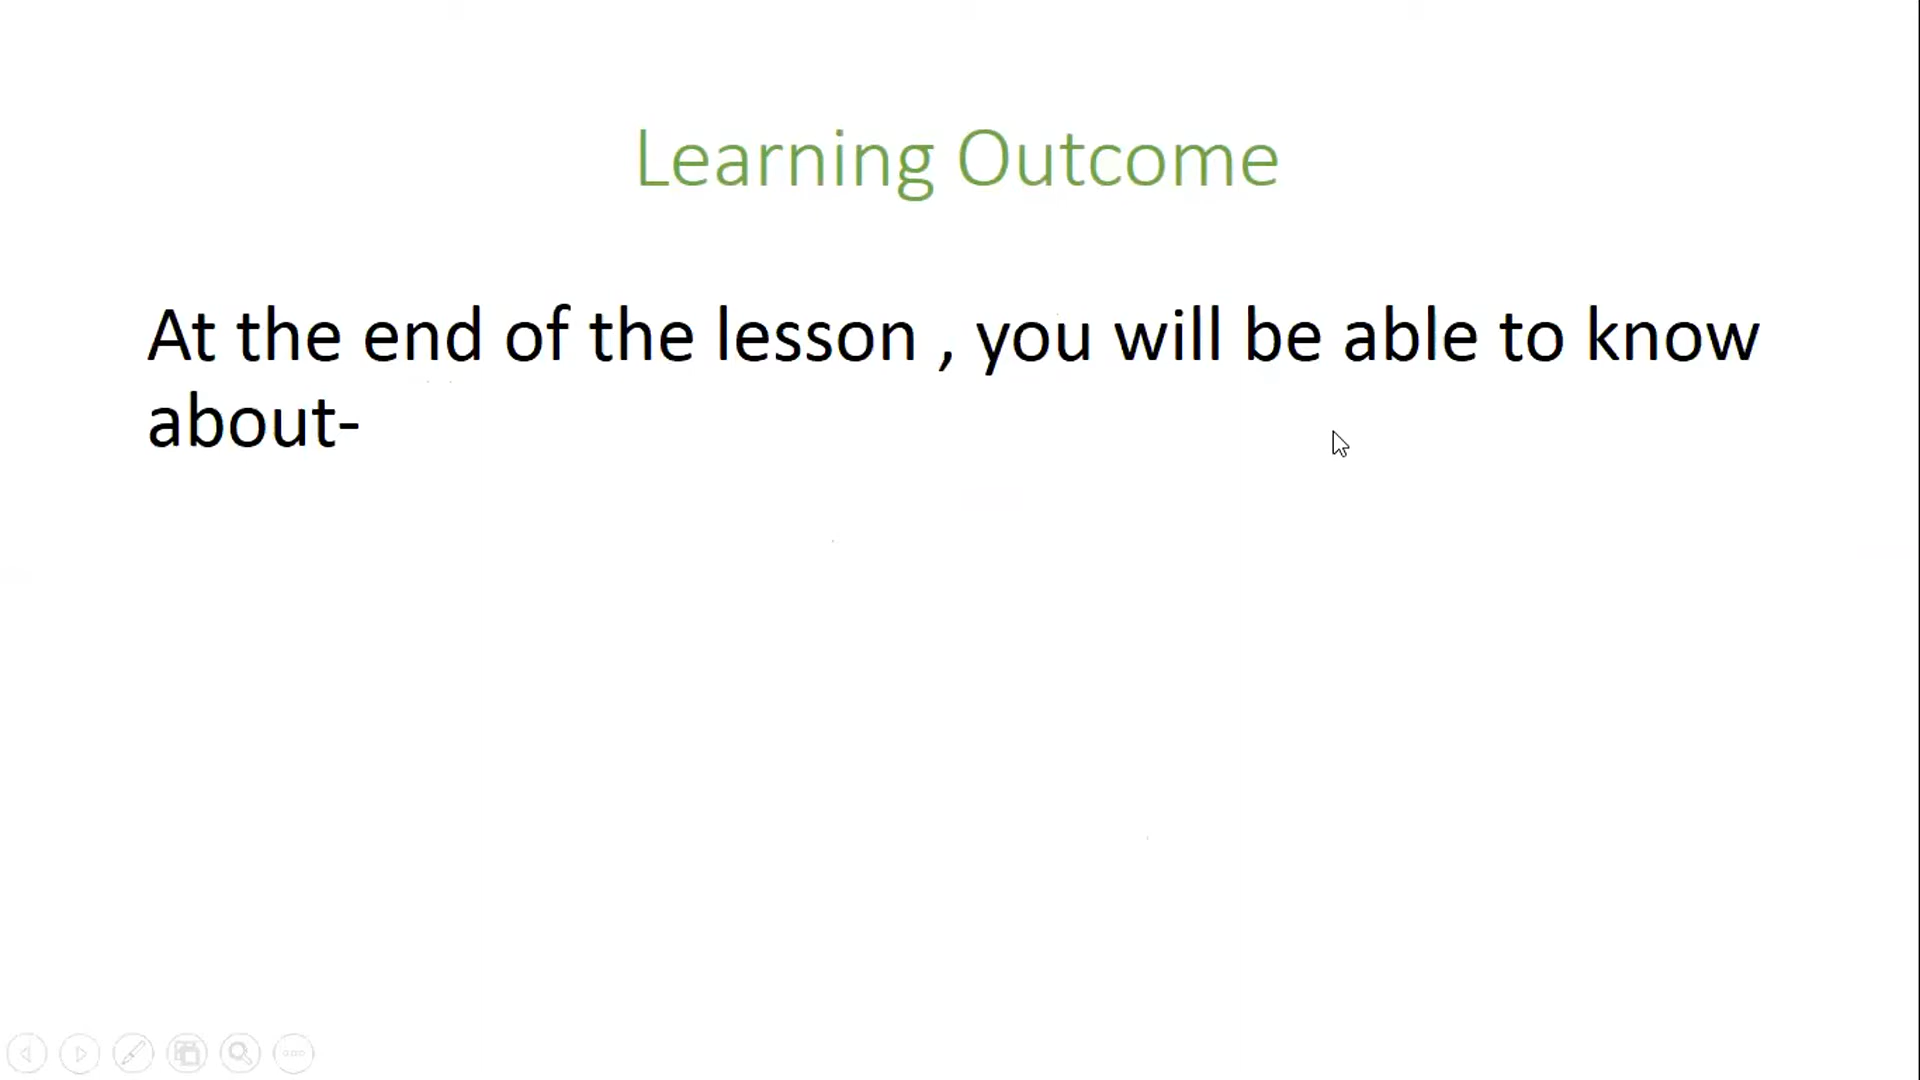 Learning Outcome
At the end of the lesson , you will be able to know
about-